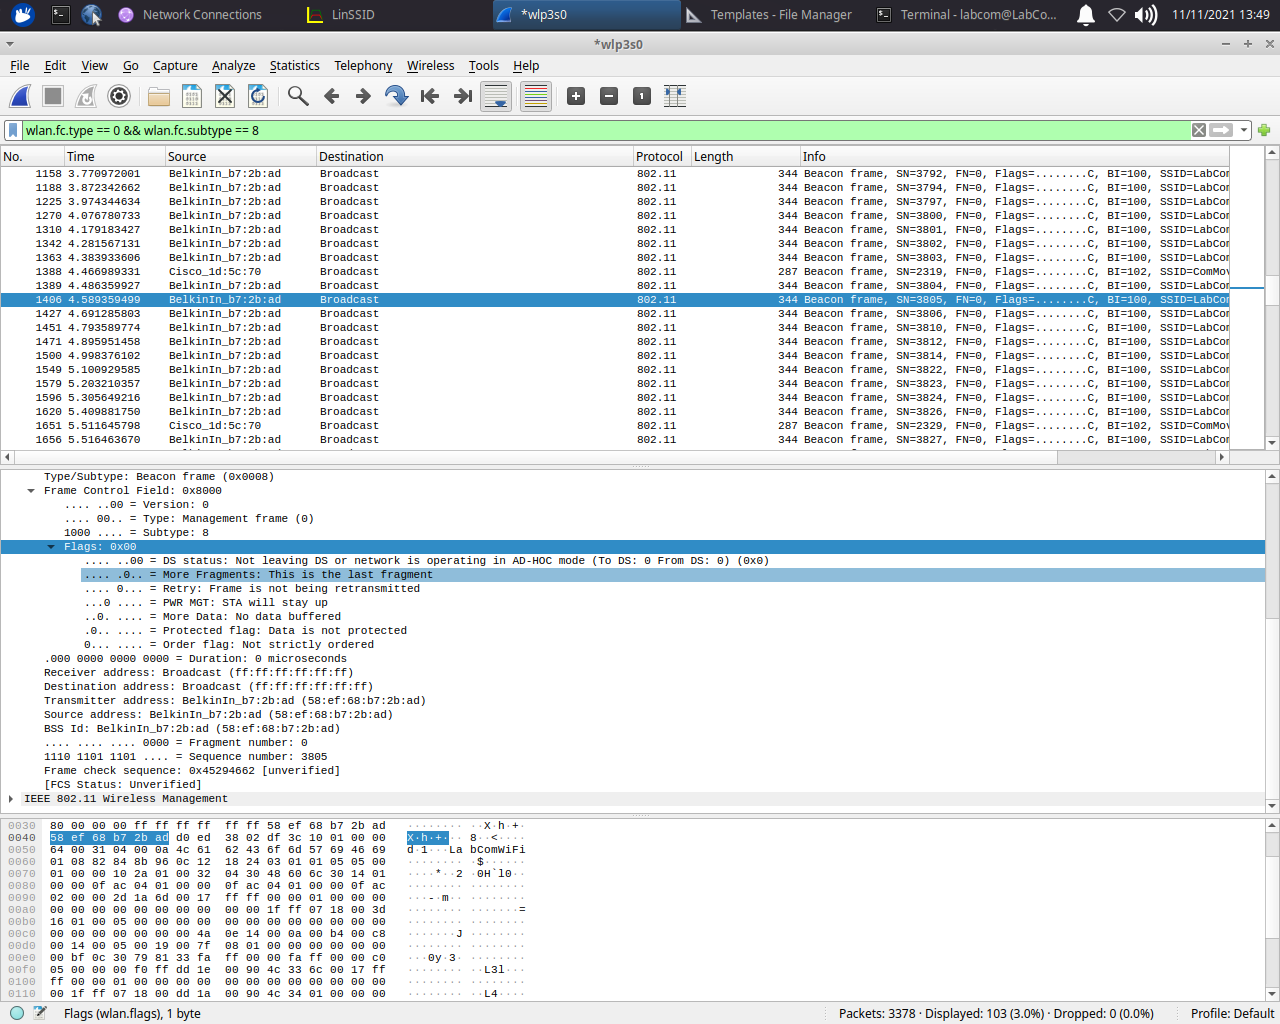 Network Connections LinSSID *wlp3s0 Templates - File Manager Terminal - labcom@LabCo... 11/11/2021 13:49
*wlp3s0
File Edit View Go Capture Analyze Statistics Telephony Wireless Tools Help
wlan.fc.type == 0 && wlan.fc.subtype == 8
No. Time Source Destination Protocol Length Info
1158 3.770972001 BelkinIn_b7:2b:ad Broadcast 802.11 344 Beacon frame, SN=3792, FN=0, Flags=........C, BI=100, SSID=LabCom
1188 3.872342662 BelkinIn_b7:2b:ad Broadcast 802.11 344 Beacon frame, SN=3794, FN=0, Flags=........C, BI=100, SSID=LabCom
1225 3.974344634 BelkinIn_b7:2b:ad Broadcast 802.11 344 Beacon frame, SN=3797, FN=0, Flags=........C, BI=100, SSID=LabCom
1270 4.076780733 BelkinIn_b7:2b:ad Broadcast 802.11 344 Beacon frame, SN=3800, FN=0, Flags=........C, BI=100, SSID=LabCom
1310 4.179183427 BelkinIn_b7:2b:ad Broadcast 802.11 344 Beacon frame, SN=3801, FN=0, Flags=........C, BI=100, SSID=LabCom
1342 4.281567131 BelkinIn_b7:2b:ad Broadcast 802.11 344 Beacon frame, SN=3802, FN=0, Flags=........C, BI=100, SSID=LabCom
1363 4.383933606 BelkinIn_b7:2b:ad Broadcast 802.11 344 Beacon frame, SN=3803, FN=0, Flags=........C, BI=100, SSID=LabCom
1388 4.466989331 Cisco_1d:5c:70 Broadcast 802.11 287 Beacon frame, SN=2319, FN=0, Flags=........C, BI=102, SSID=ComMov
1389 4.486359927 BelkinIn_b7:2b:ad Broadcast 802.11 344 Beacon frame, SN=3804, FN=0, Flags=........C, BI=100, SSID=LabCom
1406 4.589359499 BelkinIn_b7:2b:ad Broadcast 802.11 344 Beacon frame, SN=3805, FN=0, Flags=........C, BI=100, SSID=LabCom
1427 4.691285803 BelkinIn_b7:2b:ad Broadcast 802.11 344 Beacon frame, SN=3806, FN=0, Flags=........C, BI=100, SSID=LabCom
1451 4.793589774 BelkinIn_b7:2b:ad Broadcast 802.11 344 Beacon frame, SN=3810, FN=0, Flags=........C, BI=100, SSID=LabCom
1471 4.895951458 BelkinIn_b7:2b:ad Broadcast 802.11 344 Beacon frame, SN=3812, FN=0, Flags=........C, BI=100, SSID=LabCom
1500 4.998376102 BelkinIn_b7:2b:ad Broadcast 802.11 344 Beacon frame, SN=3814, FN=0, Flags=........C, BI=100, SSID=LabCom
1549 5.100929585 BelkinIn_b7:2b:ad Broadcast 802.11 344 Beacon frame, SN=3822, FN=0, Flags=........C, BI=100, SSID=LabCom
1579 5.203210357 BelkinIn_b7:2b:ad Broadcast 802.11 344 Beacon frame, SN=3823, FN=0, Flags=........C, BI=100, SSID=LabCom
1596 5.305649216 BelkinIn_b7:2b:ad Broadcast 802.11 344 Beacon frame, SN=3824, FN=0, Flags=........C, BI=100, SSID=LabCom
1620 5.409881750 BelkinIn_b7:2b:ad Broadcast 802.11 344 Beacon frame, SN=3826, FN=0, Flags=........C, BI=100, SSID=LabCom
1651 5.511645798 Cisco_1d:5c:70 Broadcast 802.11 287 Beacon frame, SN=2329, FN=0, Flags=........C, BI=102, SSID=ComMov
1656 5.516463670 BelkinIn_b7:2b:ad Broadcast 802.11 344 Beacon frame, SN=3827, FN=0, Flags=........C, BI=100, SSID=LabCom
Type/Subtype: Beacon frame (0x0008)
Frame Control Field: 0x8000
.... ..00 = Version: 0
.... 00.. = Type: Management frame (0)
1000 .... = Subtype: 8
Flags: 0x00
.... ..00 = DS status: Not leaving DS or network is operating in AD-HOC mode (To DS: 0 From DS: 0) (0x0)
.... .0.. = More Fragments: This is the last fragment
.... 0... = Retry: Frame is not being retransmitted
...0 .... = PWR MGT: STA will stay up
..0. .... = More Data: No data buffered
.0.. .... = Protected flag: Data is not protected
0... .... = Order flag: Not strictly ordered
.000 0000 0000 0000 = Duration: 0 microseconds
Receiver address: Broadcast (ff:ff:ff:ff:ff:ff)
Destination address: Broadcast (ff:ff:ff:ff:ff:ff)
Transmitter address: BelkinIn_b7:2b:ad (58:ef:68:b7:2b:ad)
Source address: BelkinIn_b7:2b:ad (58:ef:68:b7:2b:ad)
BSS Id: BelkinIn_b7:2b:ad (58:ef:68:b7:2b:ad)
.... .... .... 0000 = Fragment number: 0
1110 1101 1101 .... = Sequence number: 3805
Frame check sequence: 0x45294662 [unverified]
[FCS Status: Unverified]
IEEE 802.11 Wireless Management
0030 80 00 00 00 ff ff ff ff ff ff 58 ef 68 b7 2b ad ········ ··X·h·+·
0040 58 ef 68 b7 2b ad d0 ed 38 02 df 3c 10 01 00 00 X·h·+··· 8··<····
0050 64 00 31 04 00 0a 4c 61 62 43 6f 6d 57 69 46 69 d·1···La bComWiFi
0060 01 08 82 84 8b 96 0c 12 18 24 03 01 01 05 05 00 ········ ·$······
0070 01 00 00 10 2a 01 00 32 04 30 48 60 6c 30 14 01 ····*··2 ·0H`l0··
0080 00 00 0f ac 04 01 00 00 0f ac 04 01 00 00 0f ac ········ ········
0090 02 00 00 2d 1a 6d 00 17 ff ff 00 00 01 00 00 00 ···-·m·· ········
00a0 00 00 00 00 00 00 00 00 00 00 1f ff 07 18 00 3d ········ ·······=
00b0 16 01 00 05 00 00 00 00 00 00 00 00 00 00 00 00 ········ ········
00c0 00 00 00 00 00 00 00 4a 0e 14 00 0a 00 b4 00 c8 ·······J ········
00d0 00 14 00 05 00 19 00 7f 08 01 00 00 00 00 00 00 ········ ········
00e0 00 bf 0c 30 79 81 33 fa ff 00 00 fa ff 00 00 c0 ···0y·3· ········
00f0 05 00 00 00 f0 ff dd 1e 00 90 4c 33 6c 00 17 ff ········ ··L3l···
0100 ff 00 00 01 00 00 00 00 00 00 00 00 00 00 00 00 ········ ········
0110 00 1f ff 07 18 00 dd 1a 00 90 4c 34 01 00 00 00 ········ ··L4····
Flags (wlan.flags), 1 byte Packets: 3378 · Displayed: 103 (3.0%) · Dropped: 0 (0.0%) Profile: Default